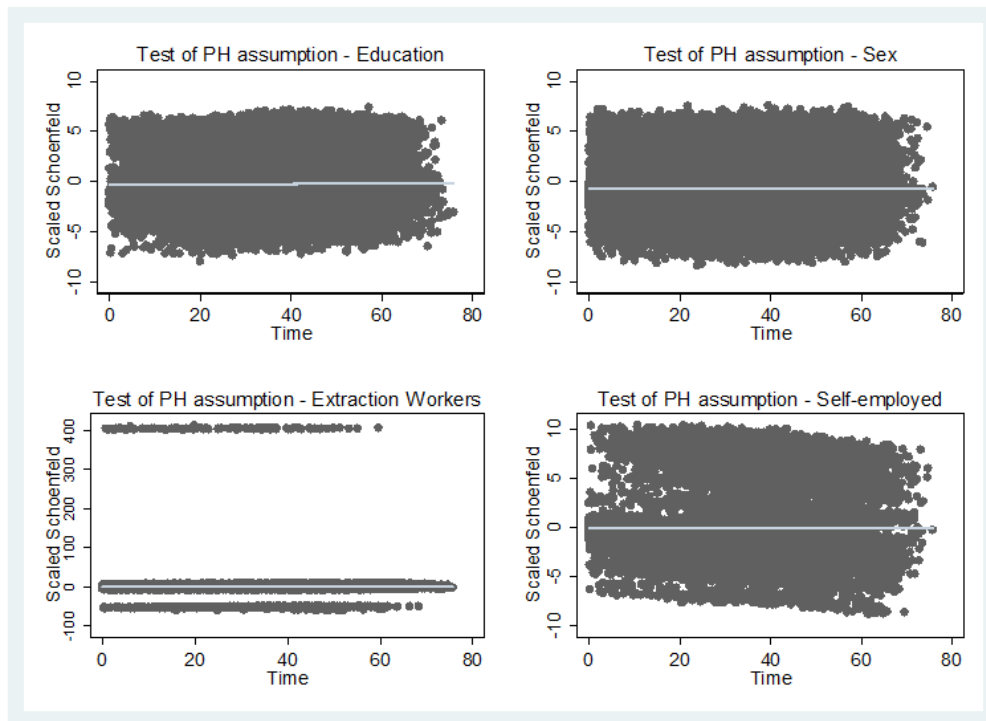 Test of PH assumption - Education
10
5
0
-5
-10
Scaled Schoenfeld
0 20 40 60 80
Time
Test of PH assumption - Sex
10
5
0
-5
-10
Scaled Schoenfeld
0 20 40 60 80
Time
Test of PH assumption - Extraction Workers
400
300
200
100
0
-100
Scaled Schoenfeld
0 20 40 60 80
Time
Test of PH assumption - Self-employed
10
5
0
-5
-10
Scaled Schoenfeld
0 20 40 60 80
Time